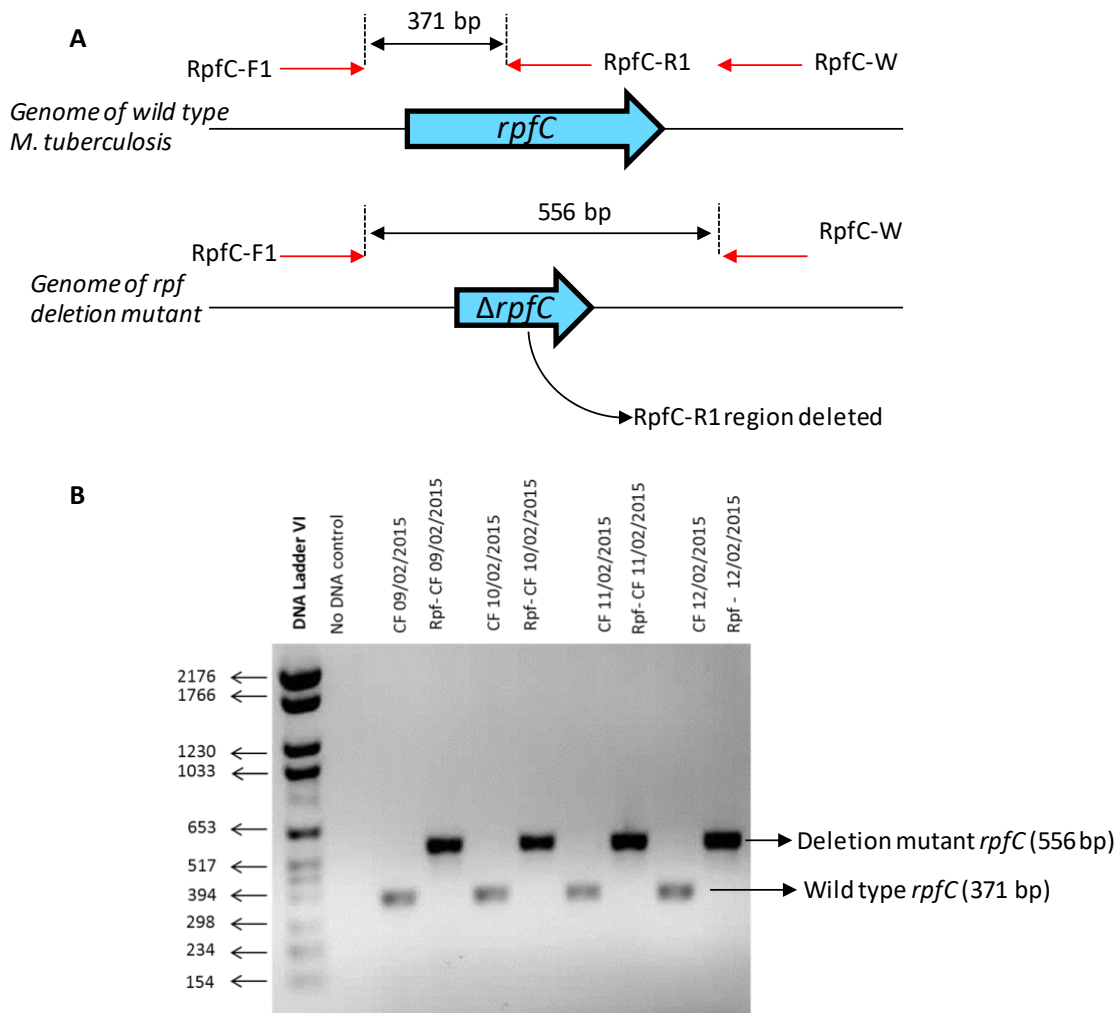 A
371 bp
RpfC-F1
RpfC-R1
RpfC-W
Genome of wild type
M. tuberculosis
rpfC
556 bp
RpfC-F1
RpfC-W
Genome of rpf
deletion mutant
ΔrpfC
RpfC-R1 region deleted
B
DNA Ladder VI
No DNA control
CF 09/02/2015
Rpf- CF 09/02/2015
CF 10/02/2015
Rpf- CF 10/02/2015
CF 11/02/2015
Rpf- CF 11/02/2015
CF 12/02/2015
Rpf - 12/02/2015
2176
1766
1230
1033
653
517
394
298
234
154
Deletion mutant rpfC (556 bp)
Wild type rpfC (371 bp)